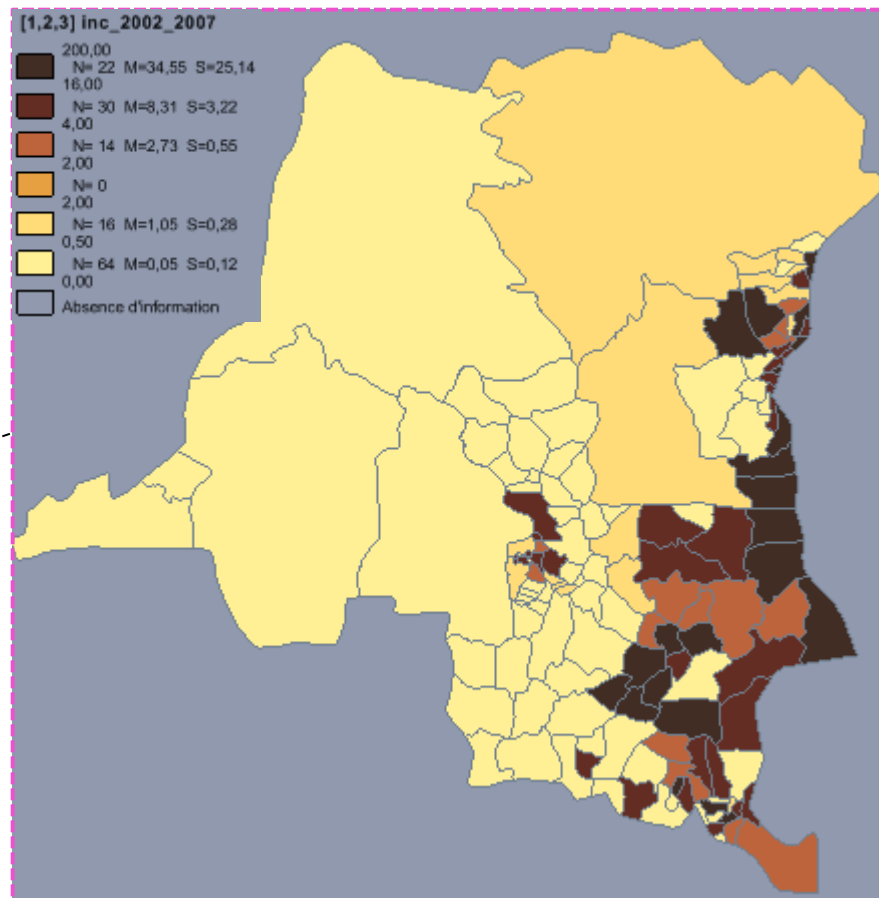 [1,2,3] inc_2002_2007
200,00
N= 22 M=34,55 S=25,14
16,00
N= 30 M=8,31 S=3,22
4,00
N= 14 M=2,73 S=0,55
2,00
N= 0
2,00
N= 16 M=1,05 S=0,28
0,50
N= 64 M=0,05 S=0,12
0,00
Absence d'information